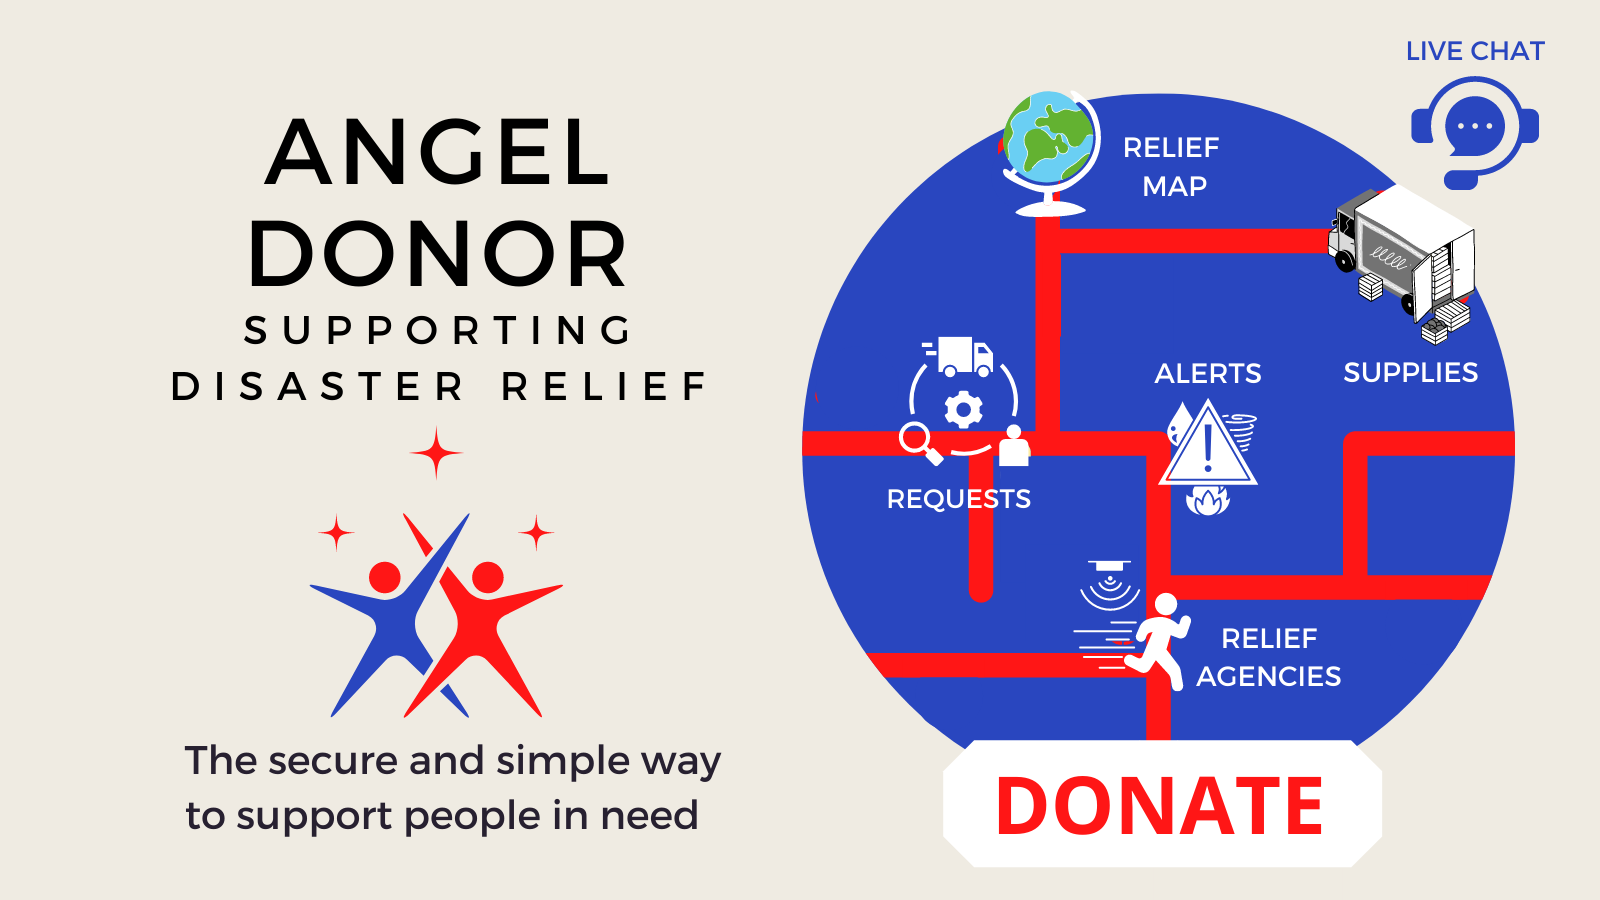 ANGEL
DONOR
SUPPORTING
DISASTER RELIEF
The secure and simple way
to support people in need
LIVE CHAT
RELIEF
MAP
SUPPLIES
ALERTS
REQUESTS
RELIEF
AGENCIES
DONATE